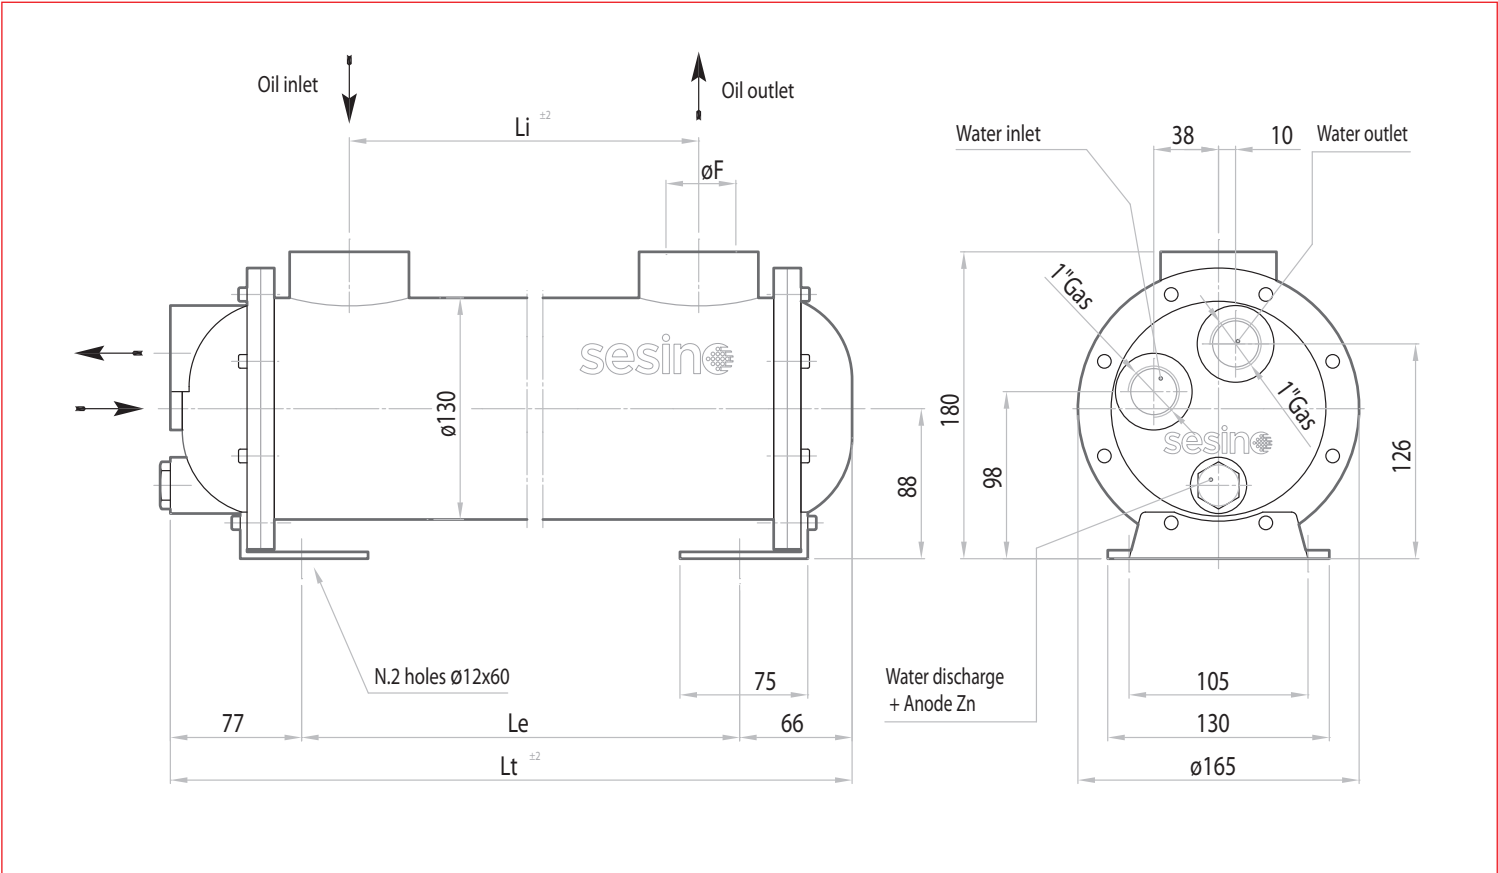 Oil inlet
Oil outlet
Li ±2
øF
Water inlet
38
10
Water outlet
1"Gas
1"Gas
sesino
sesino
ø130
180
98
88
126
N.2 holes Ø12x60
75
Water discharge
+ Anode Zn
105
77
Le
66
130
Lt ±2
ø165